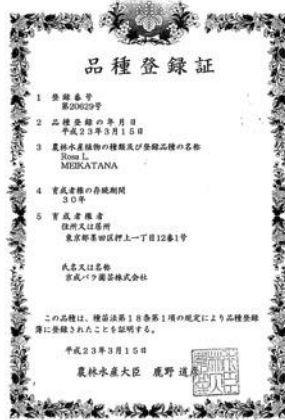 品種登録証
1 登録番号
第20629号
2 品種登録の年月日
平成23年3月15日
3 農林水産植物の種類及び登録品種の名称
Rosa L.
MEIKATANA
4 育成者権の存続期間
30年
5 育成者権者
住所又は居所
東京都墨田区押上一丁目12番1号
氏名又は名称
京成バラ園芸株式会社
この品種は、種苗法第18条第1項の規定により品種登録
簿に登録されたことを証明する。
平成23年3月15日
農林水産大臣 鹿野 道彦